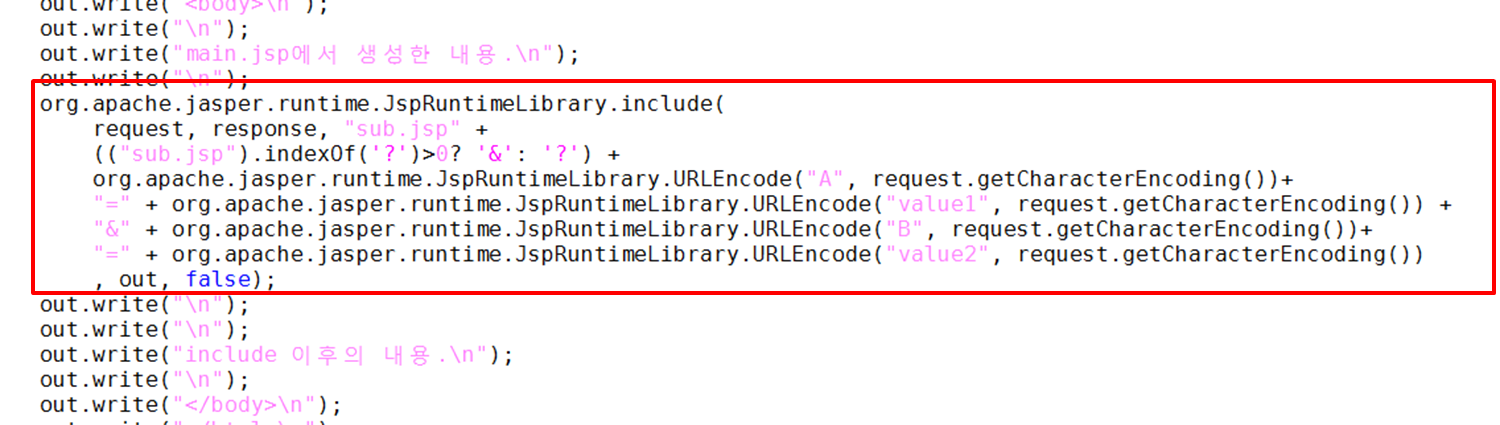 out.write("<body>\n");
out.write("\n");
out.write("main.jsp에서 생성한 내용.\n");
out.write("\n");
org.apache.jasper.runtime.JspRuntimeLibrary.include(
request, response, "sub.jsp" +
(("sub.jsp").indexOf('?')>0? '&': '?') +
org.apache.jasper.runtime.JspRuntimeLibrary.URLEncode("A", request.getCharacterEncoding())+
"=" + org.apache.jasper.runtime.JspRuntimeLibrary.URLEncode("value1", request.getCharacterEncoding()) +
"&" + org.apache.jasper.runtime.JspRuntimeLibrary.URLEncode("B", request.getCharacterEncoding())+
"=" + org.apache.jasper.runtime.JspRuntimeLibrary.URLEncode("value2", request.getCharacterEncoding())
, out, false);
out.write("\n");
out.write("\n");
out.write("include 이후의 내용.\n");
out.write("\n");
out.write("</body>\n");